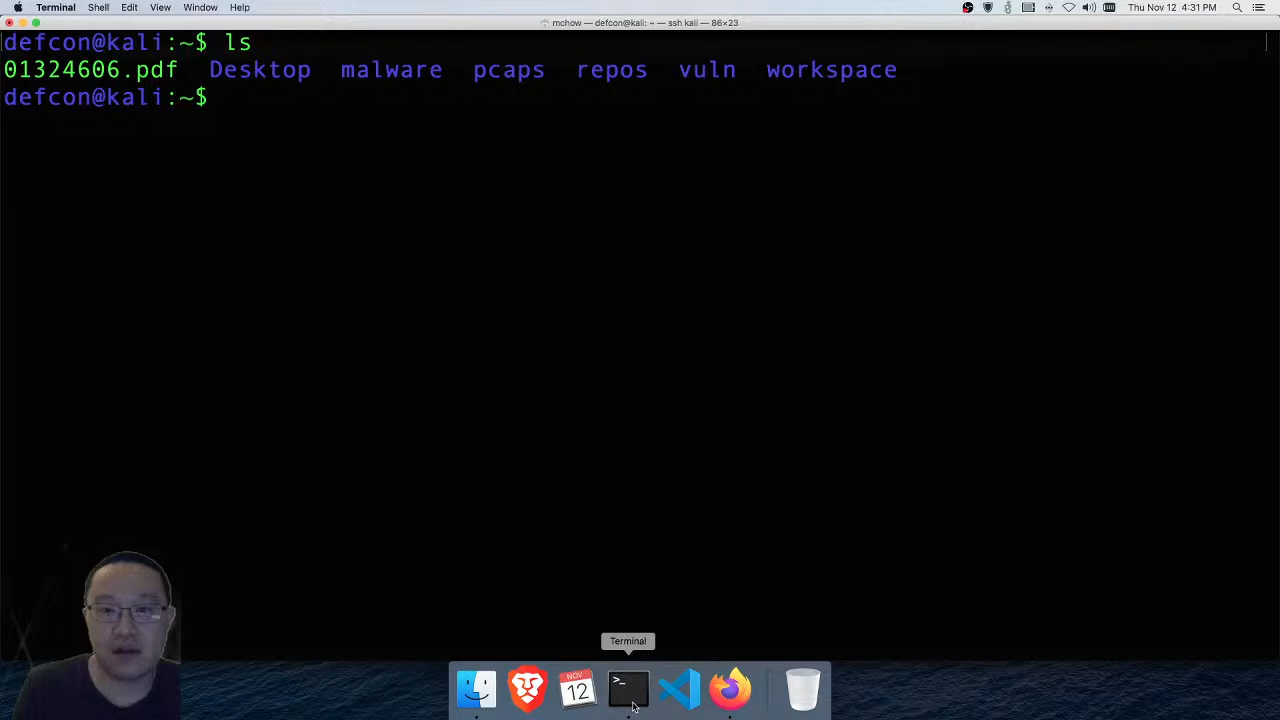 Terminal Shell Edit View Window Help Thu Nov 12 4:31 PM
mchow — defcon@kali: ~ — ssh kali — 86×23
defcon@kali:~$ ls
01324606.pdf Desktop malware pcaps repos vuln workspace
defcon@kali:~$
Terminal
NOV
12
>_